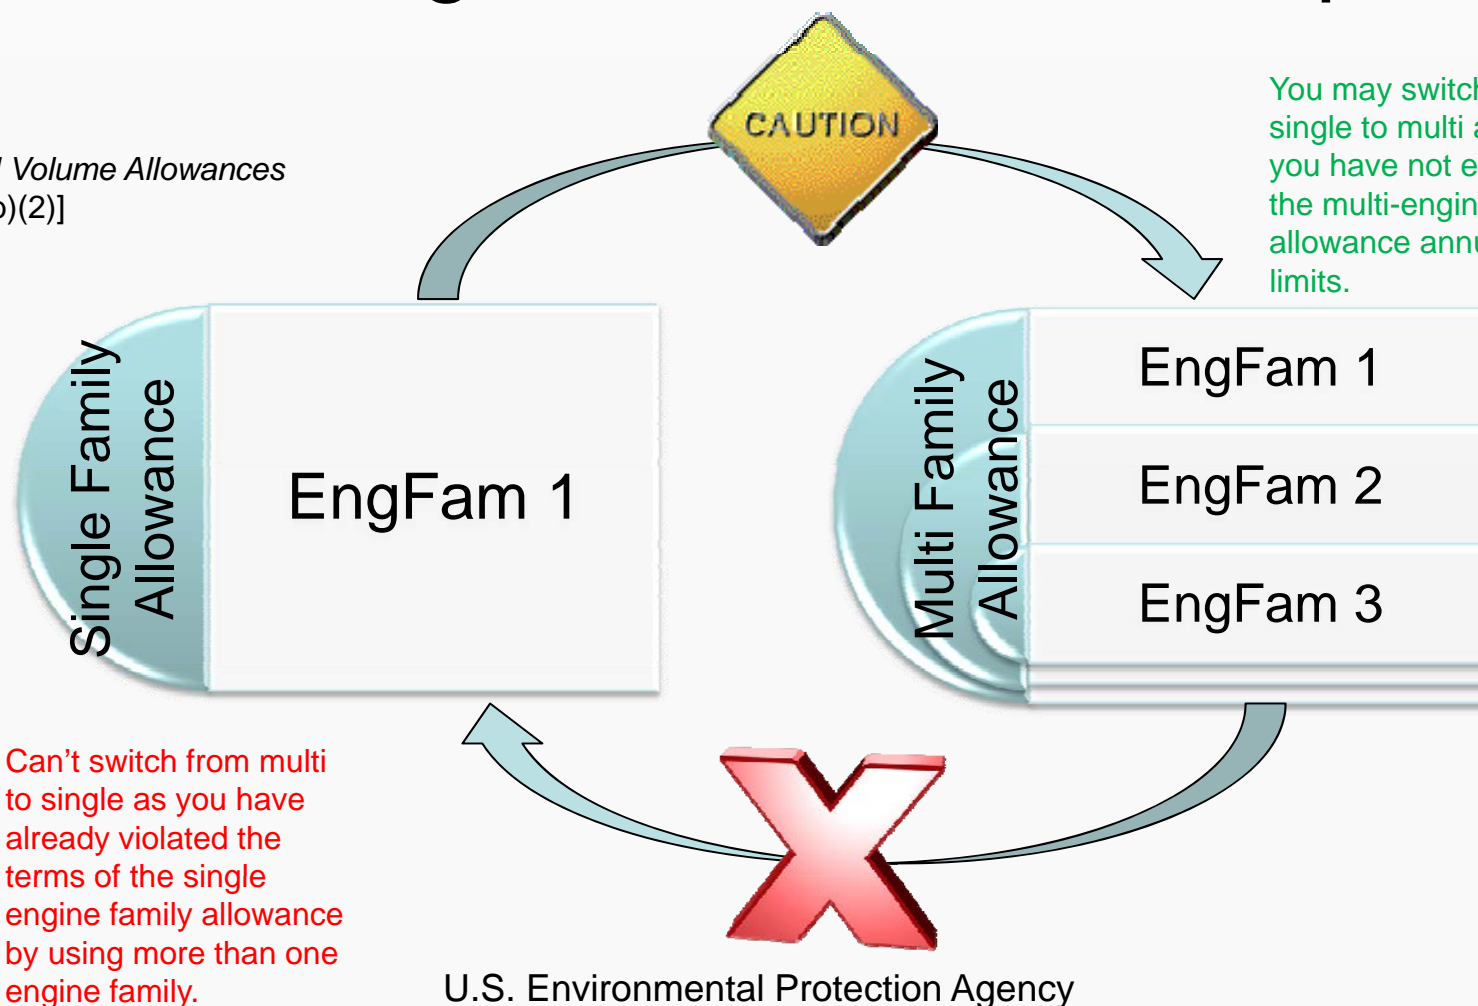 Volume Allowances
)(2)]
CAUTION
You may switch
single to multi
you have not
the multi-engin
allowance annu
limits.
Single Family
Allowance
EngFam 1
Multi Family
Allowance
EngFam 1
EngFam 2
EngFam 3
Can't switch from multi
to single as you have
already violated the
terms of the single
engine family allowance
by using more than one
engine family.
X
U.S. Environmental Protection Agency